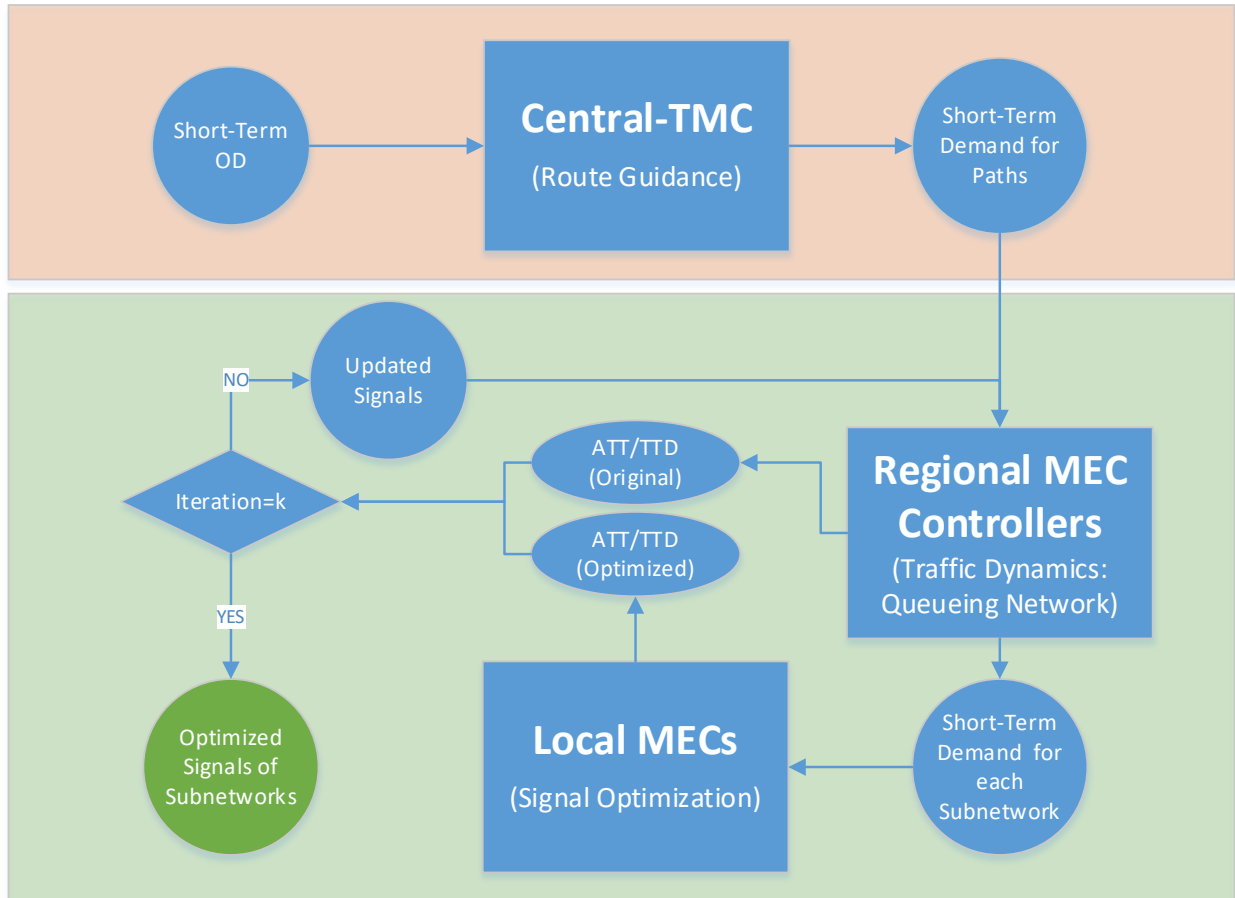 Short-Term
OD
Central-TMC
(Route Guidance)
Short-Term
Demand for
Paths
Updated
Signals
NO
Iteration=k
YES
ATT/TTD
(Original)
ATT/TTD
(Optimized)
Regional MEC
Controllers
(Traffic Dynamics:
Queueing Network)
Optimized
Signals of
Subnetworks
Local MECs
(Signal Optimization)
Short-Term
Demand for
each
Subnetwork